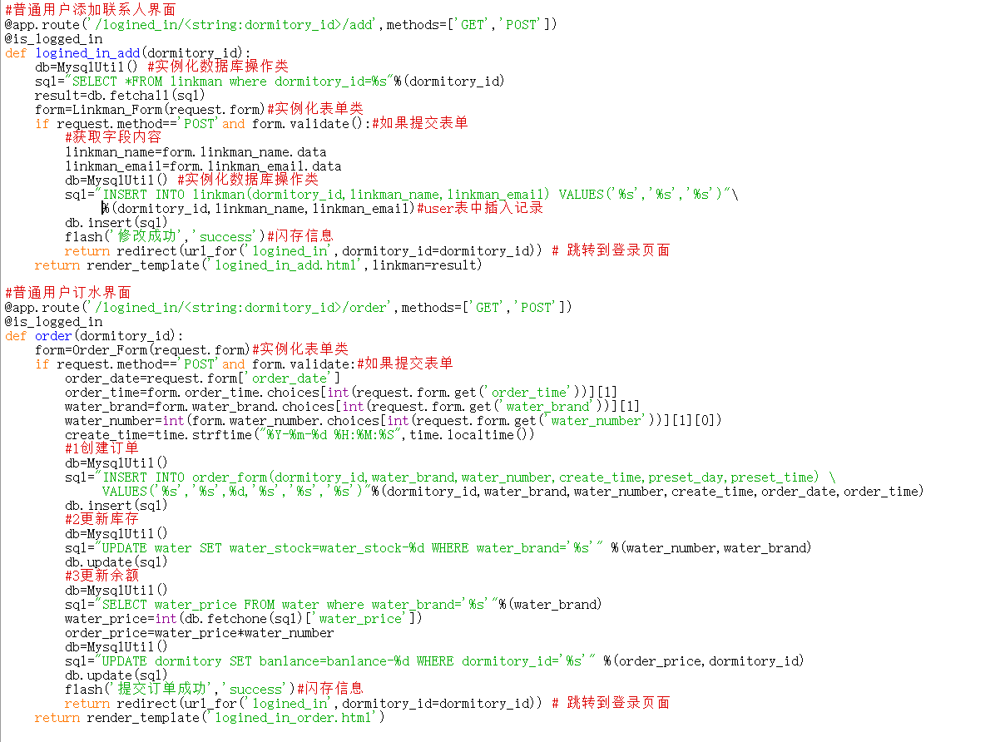 #普通用户添加联系人界面
@app.route('/logined_in/<string:dormitory_id>/add',methods=['GET','POST'])
@is_logged_in
def logined_in_add(dormitory_id):
    db=MysqlUtil() #实例化数据库操作类
    sql="SELECT *FROM linkman where dormitory_id=%s"%(dormitory_id)
    result=db.fetchall(sql)
    form=Linkman_Form(request.form)#实例化表单类
    if request.method=='POST'and form.validate():#如果提交表单
        #获取字段内容
        linkman_name=form.linkman_name.data
        linkman_email=form.linkman_email.data
        db=MysqlUtil() #实例化数据库操作类
        sql="INSERT INTO linkman(dormitory_id,linkman_name,linkman_email) VALUES('%s','%s','%s')"\
             %(dormitory_id,linkman_name,linkman_email)#user表中插入记录
        db.insert(sql)
        flash('修改成功','success')#闪存信息
        return redirect(url_for('logined_in',dormitory_id=dormitory_id)) # 跳转到登录页面
    return render_template('logined_in_add.html',linkman=result)
#普通用户订水界面
@app.route('/logined_in/<string:dormitory_id>/order',methods=['GET','POST'])
@is_logged_in
def order(dormitory_id):
    form=Order_Form(request.form)#实例化表单类
    if request.method=='POST'and form.validate:#如果提交表单
        order_date=request.form['order_date']
        order_time=form.order_time.choices[int(request.form.get('order_time'))][1]
        water_brand=form.water_brand.choices[int(request.form.get('water_brand'))][1]
        water_number=int(form.water_number.choices[int(request.form.get('water_number'))][1][0])
        create_time=time.strftime("%Y-%m-%d %H:%M:%S",time.localtime())
        #1创建订单
        db=MysqlUtil()
        sql="INSERT INTO order_form(dormitory_id,water_brand,water_number,create_time,preset_day,preset_time) \
             VALUES('%s','%s',%d,'%s','%s','%s')"%(dormitory_id,water_brand,water_number,create_time,order_date,order_time)
        db.insert(sql)
        #2更新库存
        db=MysqlUtil()
        sql="UPDATE water SET water_stock=water_stock-%d WHERE water_brand='%s'" %(water_number,water_brand)
        db.update(sql)
        #3更新余额
        db=MysqlUtil()
        sql="SELECT water_price FROM water where water_brand='%s'"%(water_brand)
        water_price=int(db.fetchone(sql)['water_price'])
        order_price=water_price*water_number
        db=MysqlUtil()
        sql="UPDATE dormitory SET banlance=banlance-%d WHERE dormitory_id='%s'" %(order_price,dormitory_id)
        db.update(sql)
        flash('提交订单成功','success')#闪存信息
        return redirect(url_for('logined_in',dormitory_id=dormitory_id)) # 跳转到登录页面
    return render_template('logined_in_order.html')